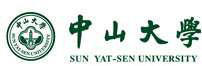 中山大學
SUN YAT-SEN UNIVERSITY